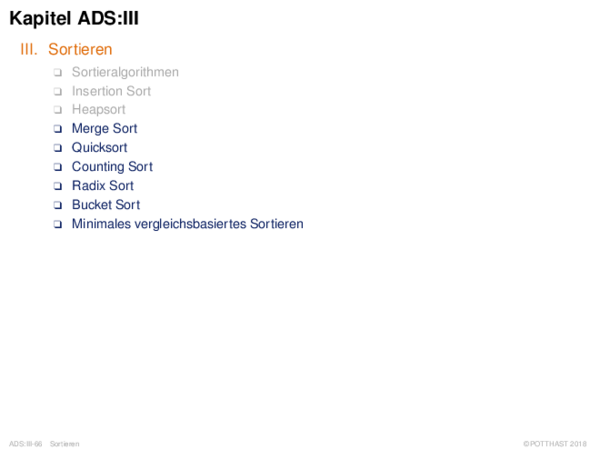 Kapitel ADS:III
III. Sortieren
❑ Sortieralgorithmen
❑ Insertion Sort
❑ Heapsort
❑ Merge Sort
❑ Quicksort
❑ Counting Sort
❑ Radix Sort
❑ Bucket Sort
❑ Minimales vergleichsbasiertes Sortieren
ADS:III-66 Sortieren
© POTTHAST 2018